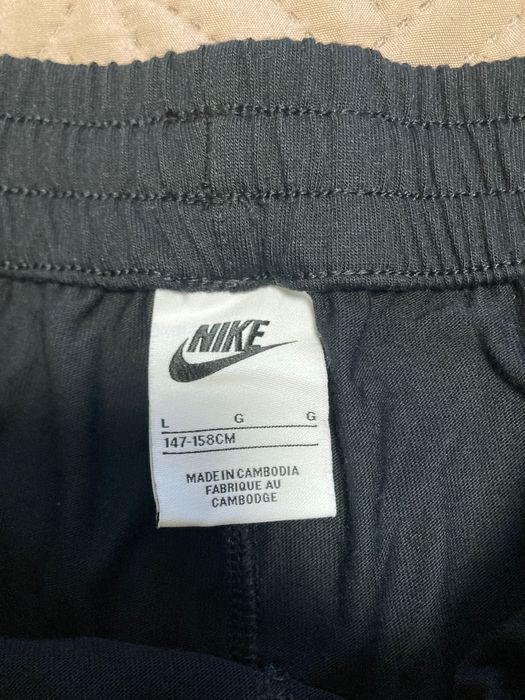 NIKE
L G G
147-158CM
MADE IN CAMBODIA
FABRIQUE AU
CAMBODGE